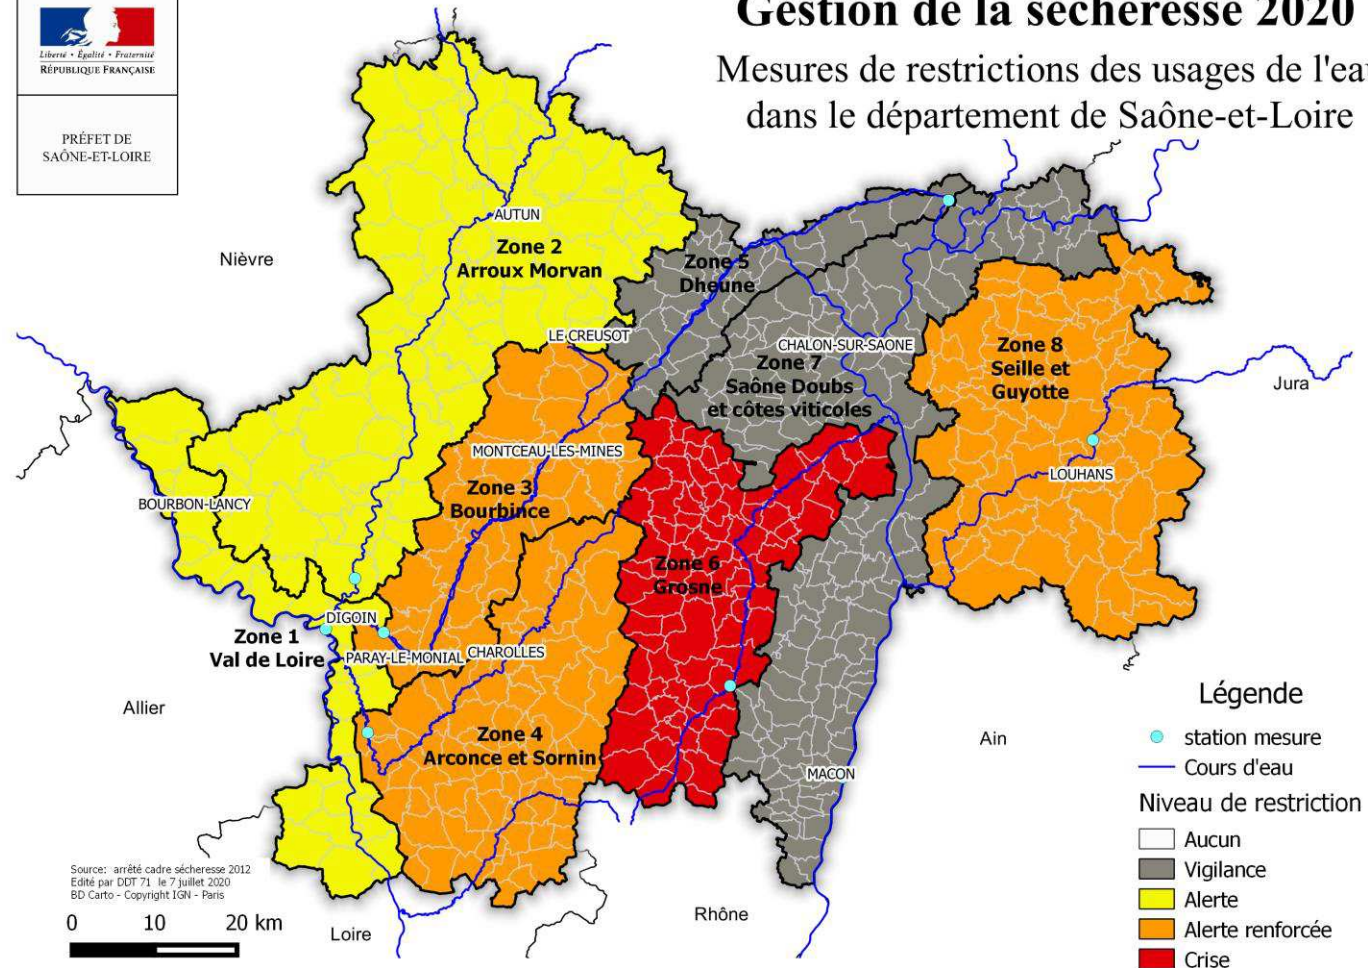 Liberté • Égalité • Fraternité
RÉPUBLIQUE FRANÇAISE
PRÉFET DE
SAÔNE-ET-LOIRE
Gestion de la sécheresse 2020
Mesures de restrictions des usages de l'eau
dans le département de Saône-et-Loire
Nièvre
AUTUN
Zone 2
Arroux Morvan
Zone 5
Dheune
LE CREUSOT
CHALON-SUR-SAONE
Zone 7
Saône Doubs
et côtes viticoles
Zone 8
Seille et
Guyotte
Jura
MONTCEAU-LES-MINES
LOUHANS
BOURBON-LANCY
Zone 3
Bourbince
Zone 6
Grosne
DIGOIN
Zone 1
Val de Loire
PARAY-LE-MONIAL
CHAROLLES
Allier
Zone 4
Arconce et Sornin
Ain
MACON
Rhône
Loire
Source: arrêté cadre sécheresse 2012
Edité par DDT 71 le 7 juillet 2020
BD Carto - Copyright IGN - Paris
0 10 20 km
Légende
station mesure
Cours d'eau
Niveau de restriction
Aucun
Vigilance
Alerte
Alerte renforcée
Crise